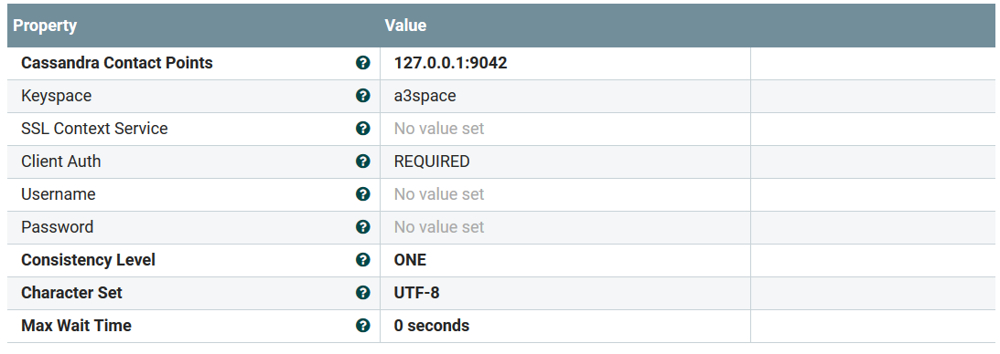 Property Value
Cassandra Contact Points ? 127.0.0.1:9042
Keyspace ? a3space
SSL Context Service ? No value set
Client Auth ? REQUIRED
Username ? No value set
Password ? No value set
Consistency Level ? ONE
Character Set ? UTF-8
Max Wait Time ? 0 seconds